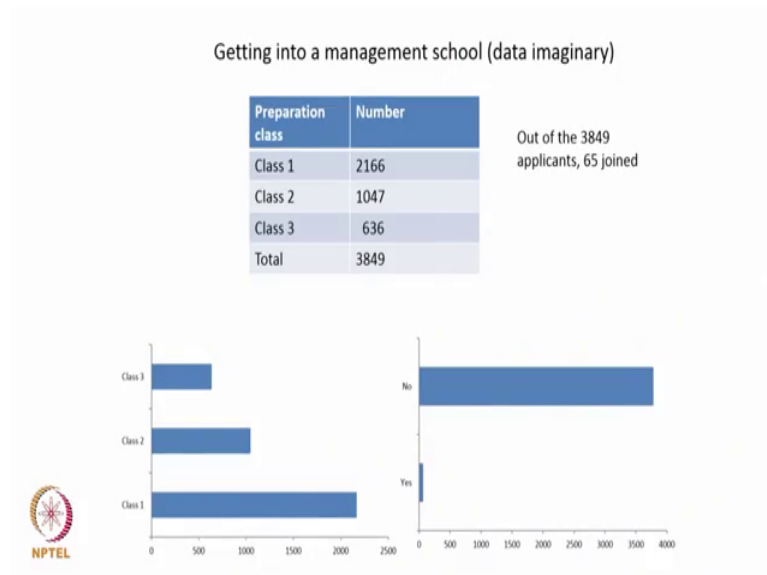 Getting into a management school (data imaginary)
Preparation class Number
Class 1 2166
Class 2 1047
Class 3 636
Total 3849
Out of the 3849
applicants, 65 joined
Class 3
Class 2
Class 1
0 500 1000 1500 2000 2500
No
Yes
0 500 1000 1500 2000 2500 3000 3500 4000
NPTEL